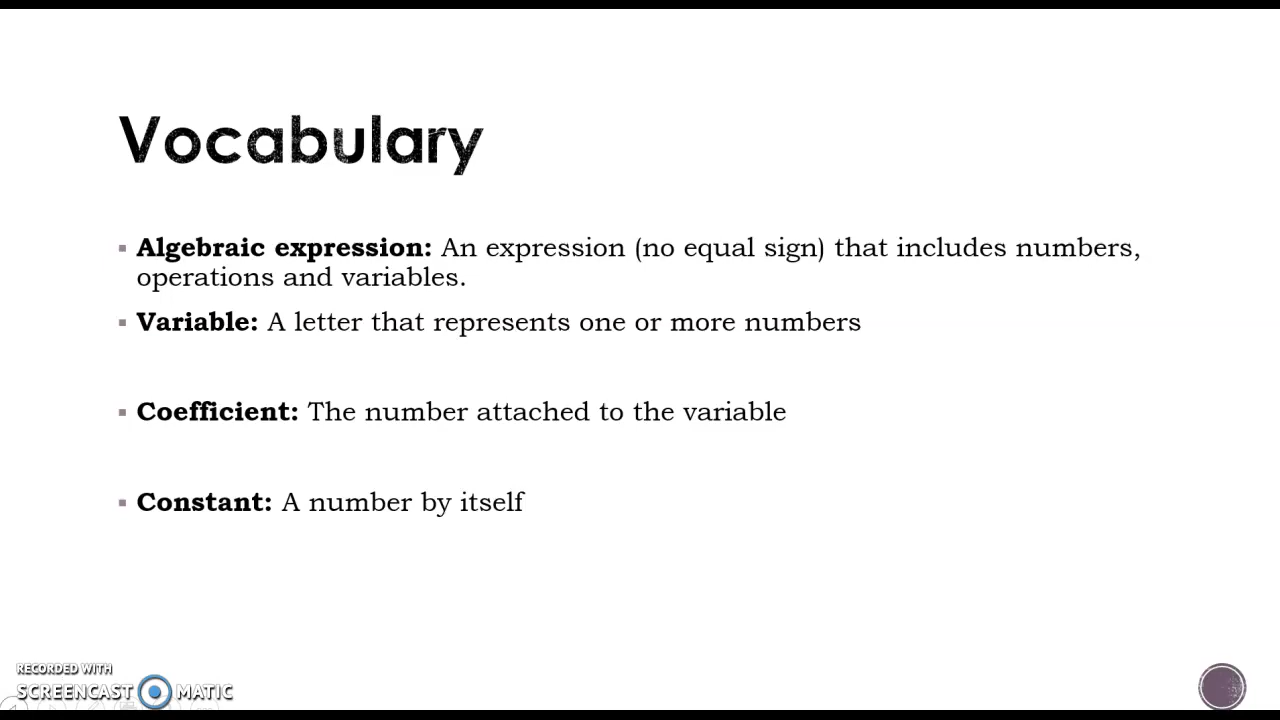 Vocabulary
Algebraic expression: An expression (no equal sign) that includes numbers,
operations and variables.
Variable: A letter that represents one or more numbers
Coefficient: The number attached to the variable
Constant: A number by itself
RECORDED WITH
SCREENCAST MATIC